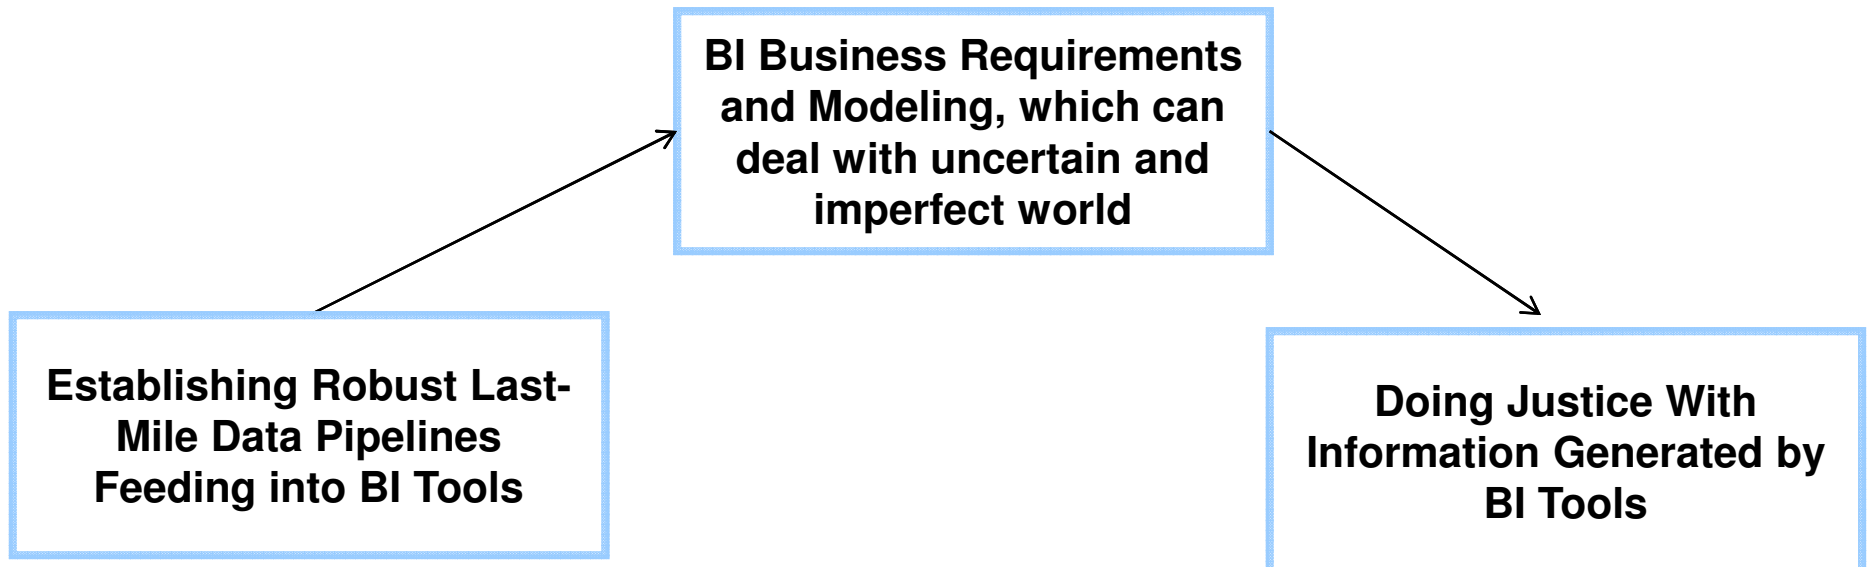 BI Business Requirements
and Modeling, which can
deal with uncertain and
imperfect world
Establishing Robust Last-
Mile Data Pipelines
Feeding into BI Tools
Doing Justice With
Information Generated by
BI Tools